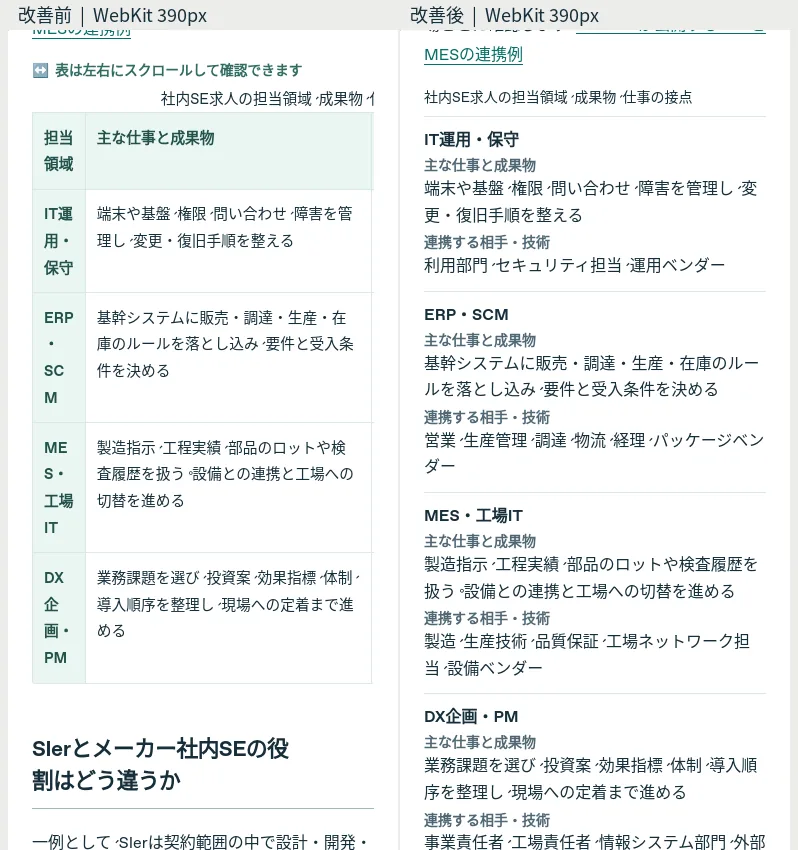 改善前｜WebKit 390px
MESの連携例
↔ 表は左右にスクロールして確認できます
社内SE求人の担当領域、成果物、
担当
領域
主な仕事と成果物
IT運
用・
保守
端末や基盤、権限、問い合わせ、障害を管
理し、変更・復旧手順を整える
ERP
・
SC
M
基幹システムに販売・調達・生産・在
庫のルールを落とし込み、要件と受入条
件を決める
ME
S・
工場
IT
製造指示、工程実績、部品のロットや検
査履歴を扱う。設備との連携と工場への
切替を進める
DX
企
画・
PM
業務課題を選び、投資案、効果指標、体制、
導入順序を整理し、現場への定着まで進
める
SIerとメーカー社内SEの役
割はどう違うか
一例として、SIerは契約範囲の中で設計・開発・
改善後｜WebKit 390px
MESの連携例
社内SE求人の担当領域、成果物、仕事の接点
IT運用・保守
主な仕事と成果物
端末や基盤、権限、問い合わせ、障害を管理し、変
更・復旧手順を整える
連携する相手・技術
利用部門、セキュリティ担当、運用ベンダー
ERP・SCM
主な仕事と成果物
基幹システムに販売・調達・生産・在庫のルー
ルを落とし込み、要件と受入条件を決める
連携する相手・技術
営業、生産管理、調達、物流、経理、パッケージベン
ダー
MES・工場IT
主な仕事と成果物
製造指示、工程実績、部品のロットや検査履歴を
扱う。設備との連携と工場への切替を進める
連携する相手・技術
製造、生産技術、品質保証、工場ネットワーク担
当、設備ベンダー
DX企画・PM
主な仕事と成果物
業務課題を選び、投資案、効果指標、体制、導入順
序を整理し、現場への定着まで進める
連携する相手・技術
事業責任者、工場責任者、情報システム部門、外部